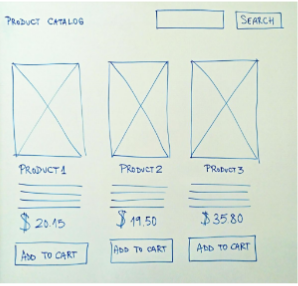 PRODUCT CATALOG SEARCH
PRODUCT 1 PRODUCT 2 PRODUCT 3
$ 20.15 $ 19.50 $ 35.80
ADD TO CART ADD TO CART ADD TO CART